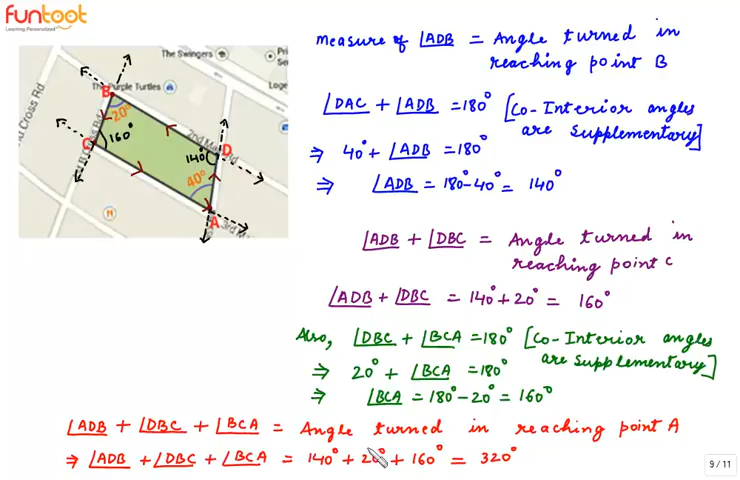 funtoot
Learning Personalized
The Swingers
The Purple Turtles
2nd Ma
3rd M
B
20°
160°
C
140°
D
40°
A
Measure of ∠ADB = Angle turned in
reaching point B
∠DAC + ∠ADB = 180° [Co-Interior angles
are Supplementary]
⇒ 40° + ∠ADB = 180°
⇒ ∠ADB = 180° - 40° = 140°
∠ADB + ∠DBC = Angle turned in
reaching point C
∠ADB + ∠DBC = 140° + 20° = 160°
Also, ∠DBC + ∠BCA = 180° [Co-Interior angles
are Supplementary]
⇒ 20° + ∠BCA = 180°
⇒ ∠BCA = 180° - 20° = 160°
∠ADB + ∠DBC + ∠BCA = Angle turned in reaching point A
⇒ ∠ADB + ∠DBC + ∠BCA = 140° + 20° + 160° = 320°
9 / 11